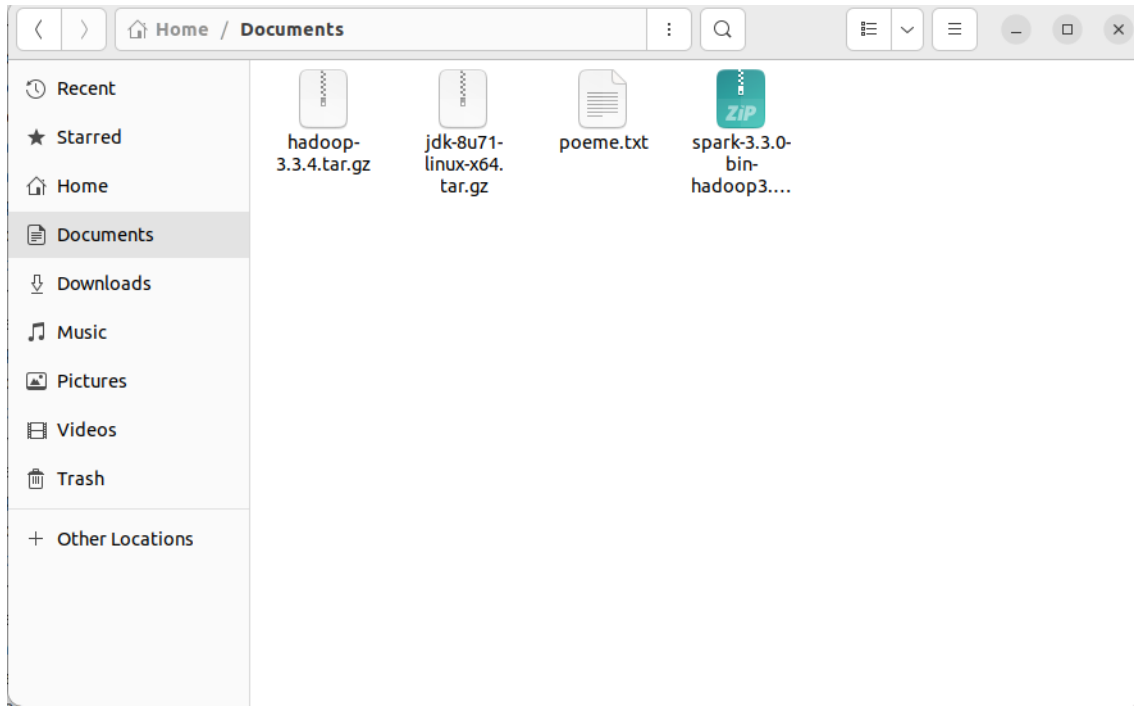 Home / Documents
Recent
Starred
Home
Documents
Downloads
Music
Pictures
Videos
Trash
Other Locations
hadoop-
3.3.4.tar.gz
jdk-8u71-
linux-x64.
tar.gz
poeme.txt
ZiP
spark-3.3.0-
bin-
hadoop3....